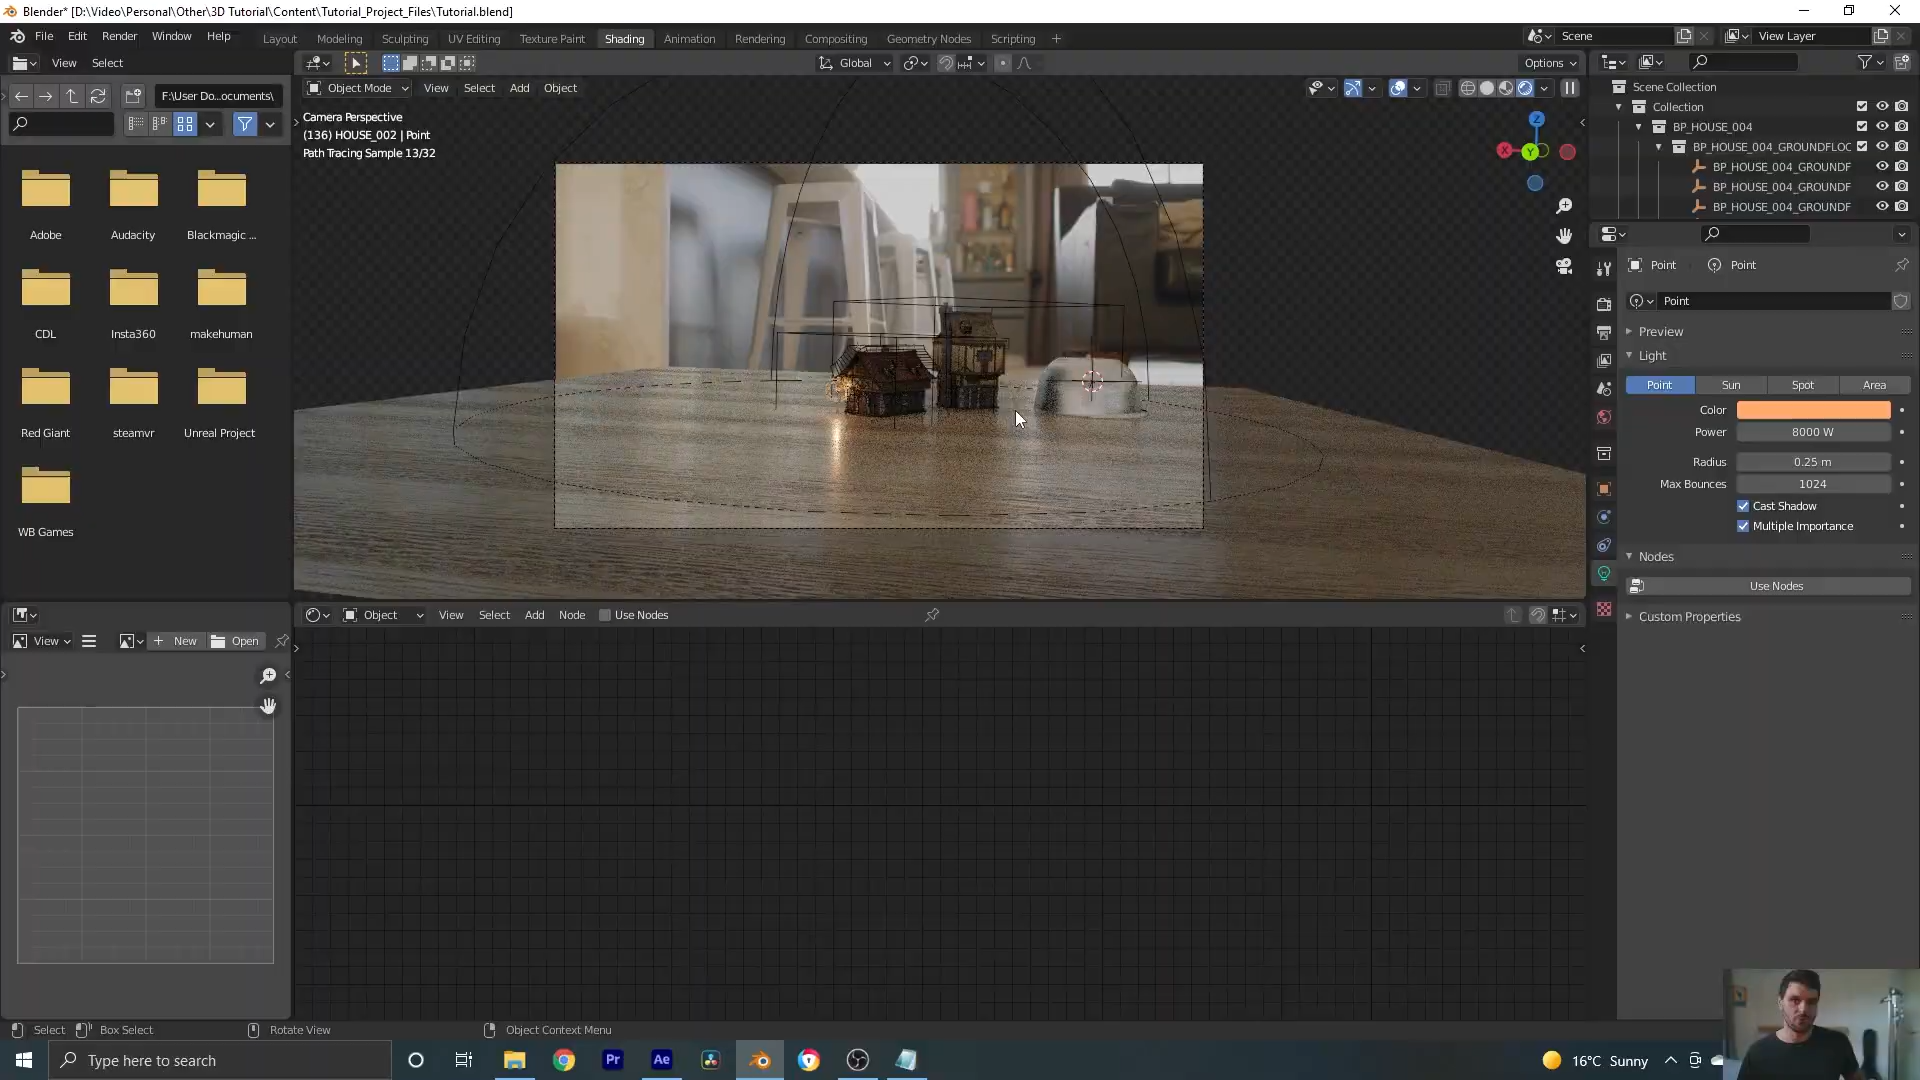 Blender* [D:\Video\Personal\Other\3D Tutorial\Content\Tutorial_Project_Files\Tutorial.blend]
File Edit Render Window Help
Layout Modeling Sculpting UV Editing Texture Paint Shading Animation Rendering Compositing Geometry Nodes Scripting +
Scene
View Layer
View Select
F:\User Do...ocuments\
Adobe Audacity Blackmagic ...
CDL Insta360 makehuman
Red Giant steamvr Unreal Project
WB Games
Global
Options
Object Mode View Select Add Object
Camera Perspective
(136) HOUSE_002 | Point
Path Tracing Sample 13/32
Z
X
Y
Scene Collection
Collection
BP_HOUSE_004
BP_HOUSE_004_GROUNDFLOC
BP_HOUSE_004_GROUNDF
BP_HOUSE_004_GROUNDF
BP_HOUSE_004_GROUNDF
Point Point
Point
Preview
Light
Point Sun Spot Area
Color
Power 8000 W
Radius 0.25 m
Max Bounces 1024
Cast Shadow
Multiple Importance
Nodes
Use Nodes
Custom Properties
View New Open
Object View Select Add Node Use Nodes
Select Box Select Rotate View Object Context Menu
Type here to search
Pr
Ae
16°C Sunny